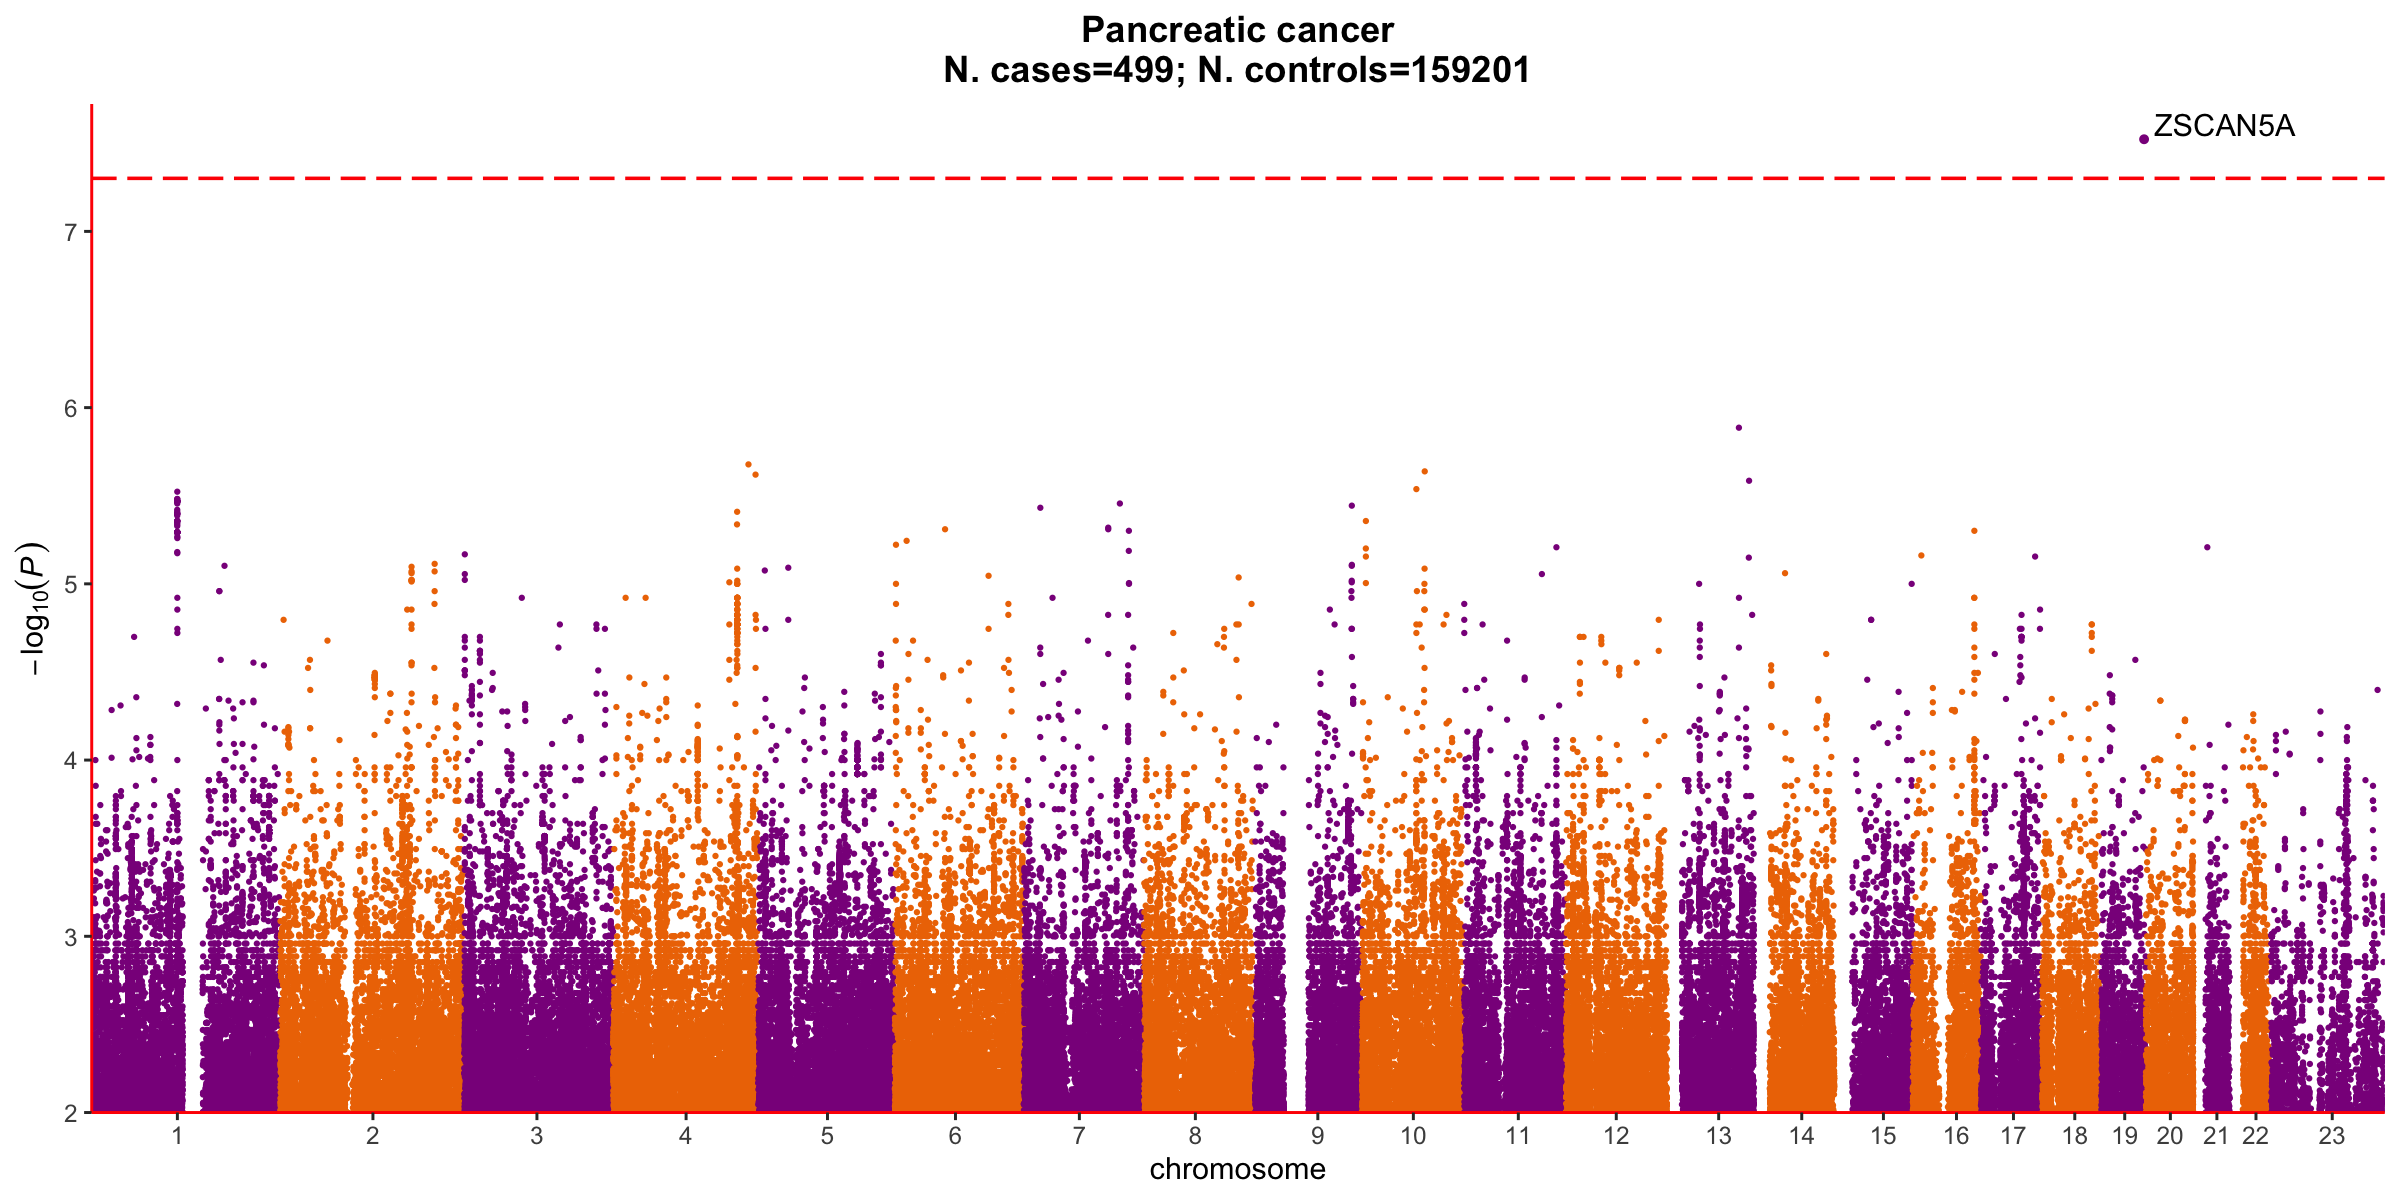 Pancreatic cancer
N. cases=499; N. controls=159201
ZSCAN5A
7
6
5
4
3
2
−log10(P)
1 2 3 4 5 6 7 8 9 10 11 12 13 14 15 16 17 18 19 20 21 22 23
chromosome